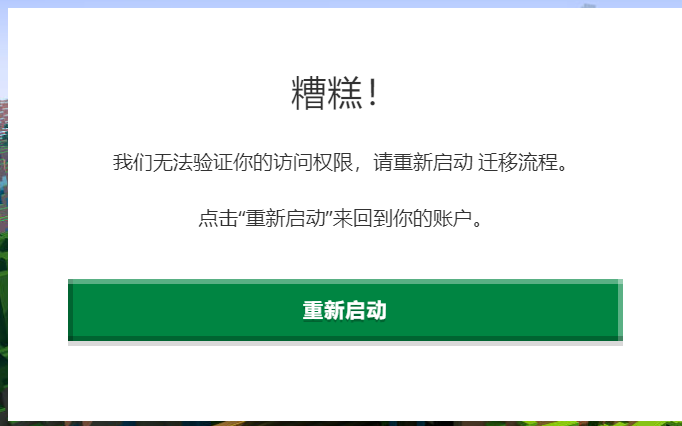 糟糕！
我们无法验证你的访问权限，请重新启动 迁移流程。
点击“重新启动”来回到你的账户。
重新启动